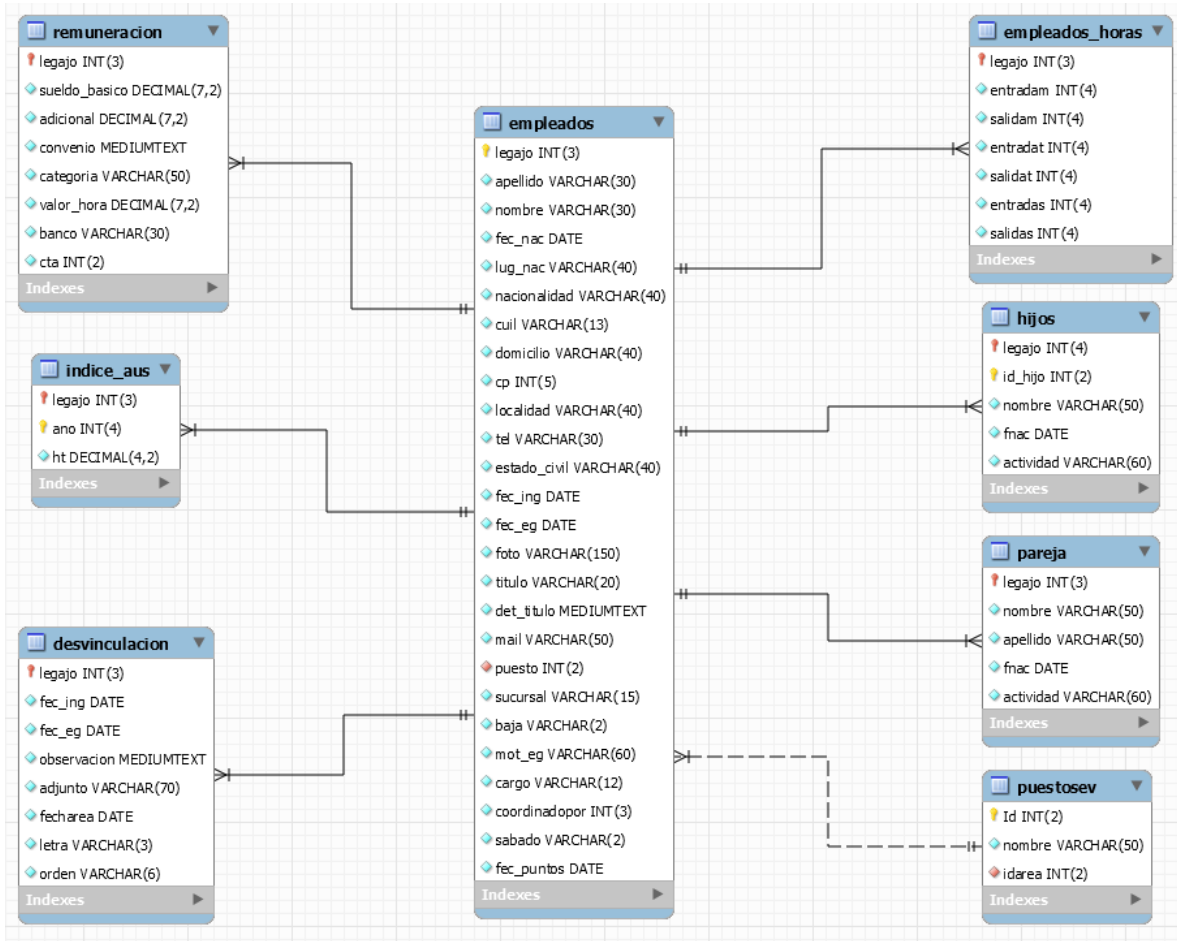 remuneracion
legajo INT(3)
sueldo_basico DECIMAL(7,2)
adicional DECIMAL(7,2)
convenio MEDIUMTEXT
categoria VARCHAR(50)
valor_hora DECIMAL(7,2)
banco VARCHAR(30)
cta INT(2)
Indexes
indice_aus
legajo INT(3)
ano INT(4)
ht DECIMAL(4,2)
Indexes
desvinculacion
legajo INT(3)
fec_ing DATE
fec_eg DATE
observacion MEDIUMTEXT
adjunto VARCHAR(70)
fecharea DATE
letra VARCHAR(3)
orden VARCHAR(6)
Indexes
empleados
legajo INT(3)
apellido VARCHAR(30)
nombre VARCHAR(30)
fec_nac DATE
lug_nac VARCHAR(40)
nacionalidad VARCHAR(40)
cuil VARCHAR(13)
domicilio VARCHAR(40)
cp INT(5)
localidad VARCHAR(40)
tel VARCHAR(30)
estado_civil VARCHAR(40)
fec_ing DATE
fec_eg DATE
foto VARCHAR(150)
titulo VARCHAR(20)
det_titulo MEDIUMTEXT
mail VARCHAR(50)
puesto INT(2)
sucursal VARCHAR(15)
baja VARCHAR(2)
mot_eg VARCHAR(60)
cargo VARCHAR(12)
coordinadopor INT(3)
sabado VARCHAR(2)
fec_puntos DATE
Indexes
empleados_horas
legajo INT(3)
entradam INT(4)
salidam INT(4)
entradat INT(4)
salidat INT(4)
entradas INT(4)
salidas INT(4)
Indexes
hijos
legajo INT(4)
id_hijo INT(2)
nombre VARCHAR(50)
fnac DATE
actividad VARCHAR(60)
Indexes
pareja
legajo INT(3)
nombre VARCHAR(50)
apellido VARCHAR(50)
fnac DATE
actividad VARCHAR(60)
Indexes
puestosev
Id INT(2)
nombre VARCHAR(50)
idarea INT(2)
Indexes